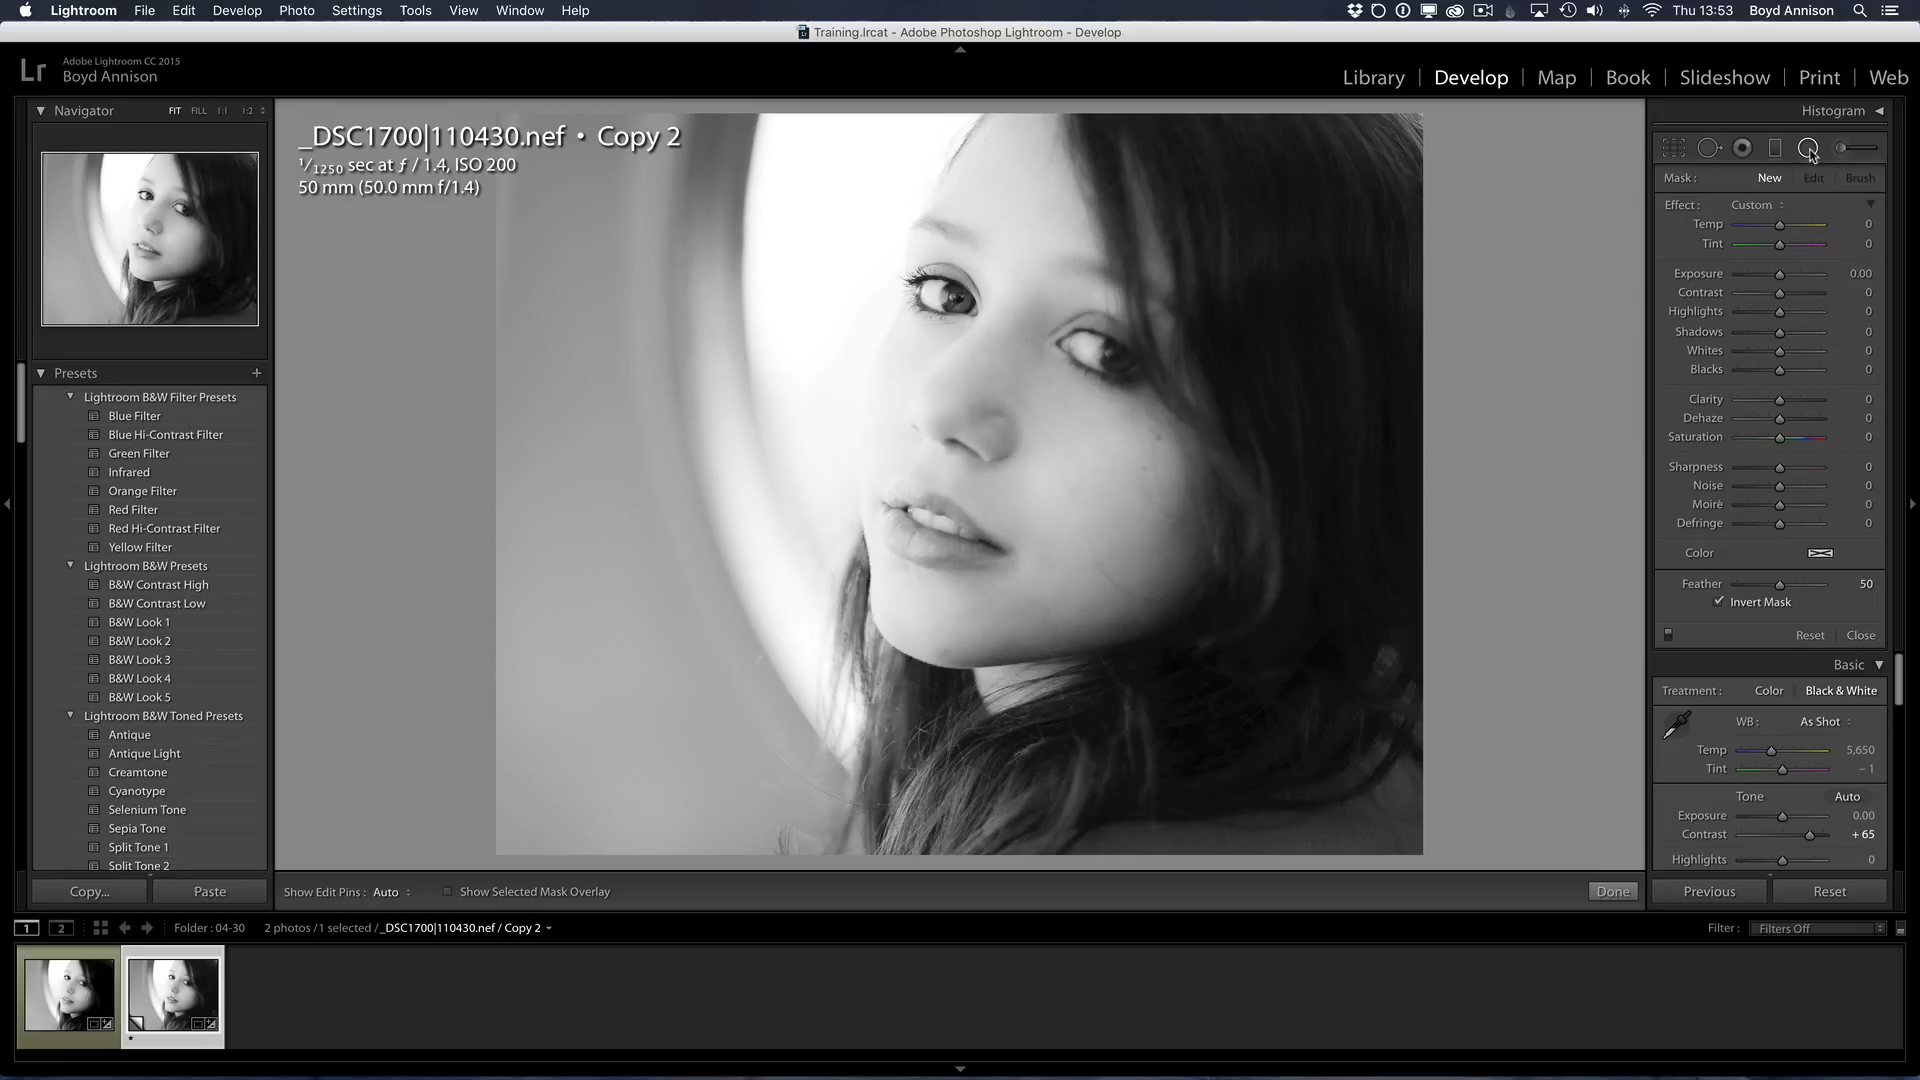 Lightroom File Edit Develop Photo Settings Tools View Window Help Thu 13:53 Boyd Annison
Training.lrcat - Adobe Photoshop Lightroom - Develop
Lr
Adobe Lightroom CC 2015
Boyd Annison
Library | Develop | Map | Book | Slideshow | Print | Web
Navigator FIT FILL 1:1 1:2
Presets +
Lightroom B&W Filter Presets
Blue Filter
Blue Hi-Contrast Filter
Green Filter
Infrared
Orange Filter
Red Filter
Red Hi-Contrast Filter
Yellow Filter
Lightroom B&W Presets
B&W Contrast High
B&W Contrast Low
B&W Look 1
B&W Look 2
B&W Look 3
B&W Look 4
B&W Look 5
Lightroom B&W Toned Presets
Antique
Antique Light
Creamtone
Cyanotype
Selenium Tone
Sepia Tone
Split Tone 1
Split Tone 2
Copy... Paste
_DSC1700|110430.nef • Copy 2
1/1250 sec at ƒ / 1.4, ISO 200
50 mm (50.0 mm f/1.4)
Show Edit Pins : Auto Show Selected Mask Overlay Done
Histogram
Mask : New Edit Brush
Effect : Custom
Temp 0
Tint 0
Exposure 0.00
Contrast 0
Highlights 0
Shadows 0
Whites 0
Blacks 0
Clarity 0
Dehaze 0
Saturation 0
Sharpness 0
Noise 0
Moiré 0
Defringe 0
Color
Feather 50
Invert Mask
Reset Close
Basic
Treatment : Color Black & White
WB : As Shot
Temp 5,650
Tint – 1
Tone Auto
Exposure 0.00
Contrast + 65
Highlights 0
Previous Reset
1 2 Folder : 04-30 2 photos / 1 selected / _DSC1700|110430.nef / Copy 2 Filter : Filters Off